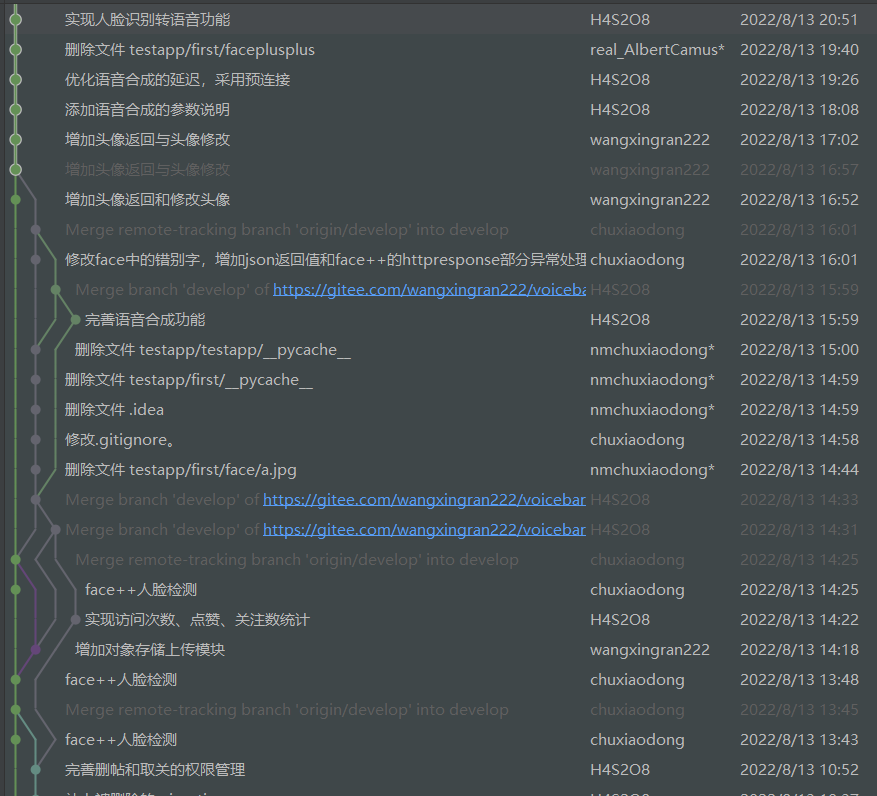 实现人脸识别转语音功能 H4S2O8 2022/8/13 20:51
删除文件 testapp/first/faceplusplus real_AlbertCamus* 2022/8/13 19:40
优化语音合成的延迟，采用预连接 H4S2O8 2022/8/13 19:26
添加语音合成的参数说明 H4S2O8 2022/8/13 18:08
增加头像返回与头像修改 wangxingran222 2022/8/13 17:02
增加头像返回与头像修改 wangxingran222 2022/8/13 16:57
增加头像返回和修改头像 wangxingran222 2022/8/13 16:52
Merge remote-tracking branch 'origin/develop' into develop chuxiaodong 2022/8/13 16:01
修改face中的错别字，增加json返回值和face++的httpresponse部分异常处理 chuxiaodong 2022/8/13 16:01
Merge branch 'develop' of https://gitee.com/wangxingran222/voiceba H4S2O8 2022/8/13 15:59
完善语音合成功能 H4S2O8 2022/8/13 15:59
删除文件 testapp/testapp/__pycache__ nmchuxiaodong* 2022/8/13 15:00
删除文件 testapp/first/__pycache__ nmchuxiaodong* 2022/8/13 14:59
删除文件 .idea nmchuxiaodong* 2022/8/13 14:59
修改.gitignore。 chuxiaodong 2022/8/13 14:58
删除文件 testapp/first/face/a.jpg nmchuxiaodong* 2022/8/13 14:44
Merge branch 'develop' of https://gitee.com/wangxingran222/voicebar H4S2O8 2022/8/13 14:33
Merge branch 'develop' of https://gitee.com/wangxingran222/voicebar H4S2O8 2022/8/13 14:31
Merge remote-tracking branch 'origin/develop' into develop chuxiaodong 2022/8/13 14:25
face++人脸检测 chuxiaodong 2022/8/13 14:25
实现访问次数、点赞、关注数统计 H4S2O8 2022/8/13 14:22
增加对象存储上传模块 wangxingran222 2022/8/13 14:18
face++人脸检测 chuxiaodong 2022/8/13 13:48
Merge remote-tracking branch 'origin/develop' into develop chuxiaodong 2022/8/13 13:45
face++人脸检测 chuxiaodong 2022/8/13 13:43
完善删帖和取关的权限管理 H4S2O8 2022/8/13 10:52